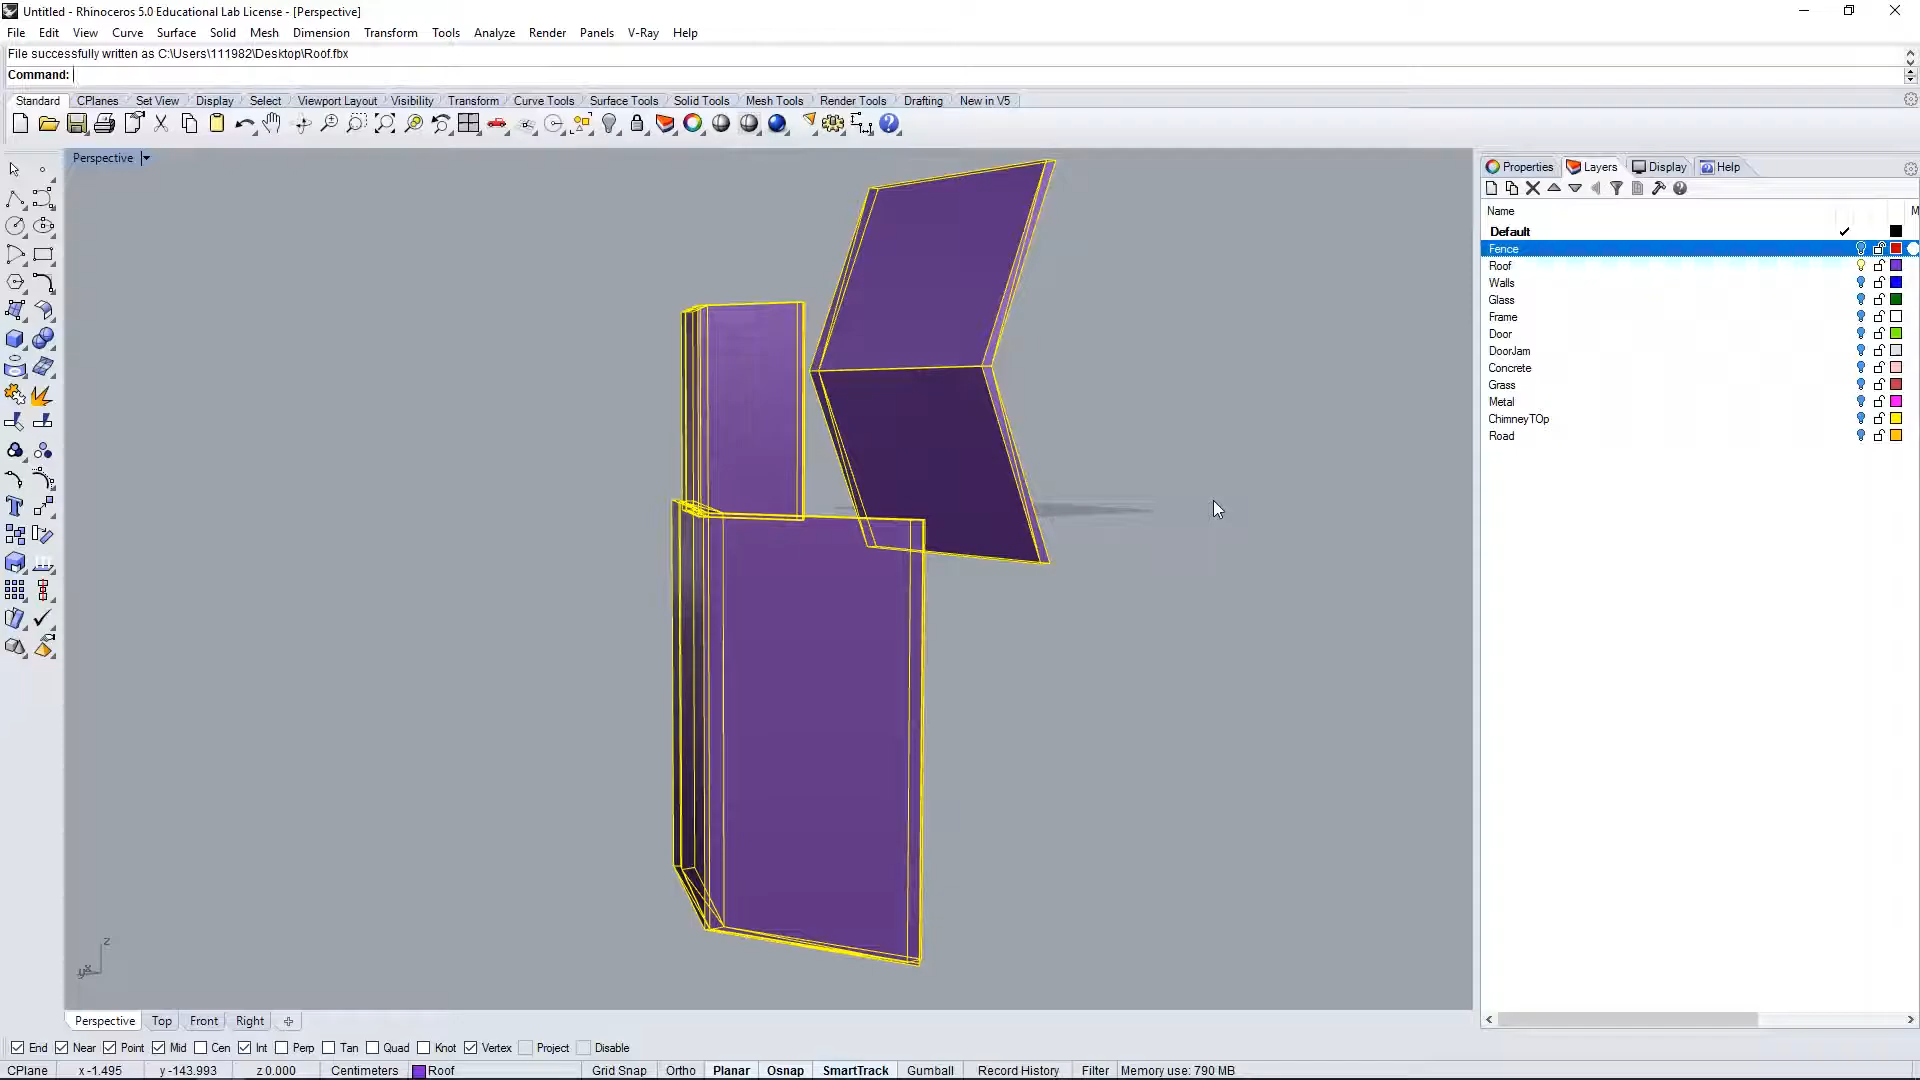 Untitled - Rhinoceros 5.0 Educational Lab License - [Perspective]
File Edit View Curve Surface Solid Mesh Dimension Transform Tools Analyze Render Panels V-Ray Help
File successfully written as C:\Users\111982\Desktop\Roof.fbx
Command:
Standard CPlanes Set View Display Select Viewport Layout Visibility Transform Curve Tools Surface Tools Solid Tools Mesh Tools Render Tools Drafting New in V5
Perspective
Properties Layers Display Help
Name M
Default
Fence
Roof
Walls
Glass
Frame
Door
DoorJam
Concrete
Grass
Metal
ChimneyTOp
Road
z
y x
Perspective Top Front Right
End Near Point Mid Cen Int Perp Tan Quad Knot Vertex Project Disable
CPlane x -1.495 y -143.993 z 0.000 Centimeters Roof Grid Snap Ortho Planar Osnap SmartTrack Gumball Record History Filter Memory use: 790 MB